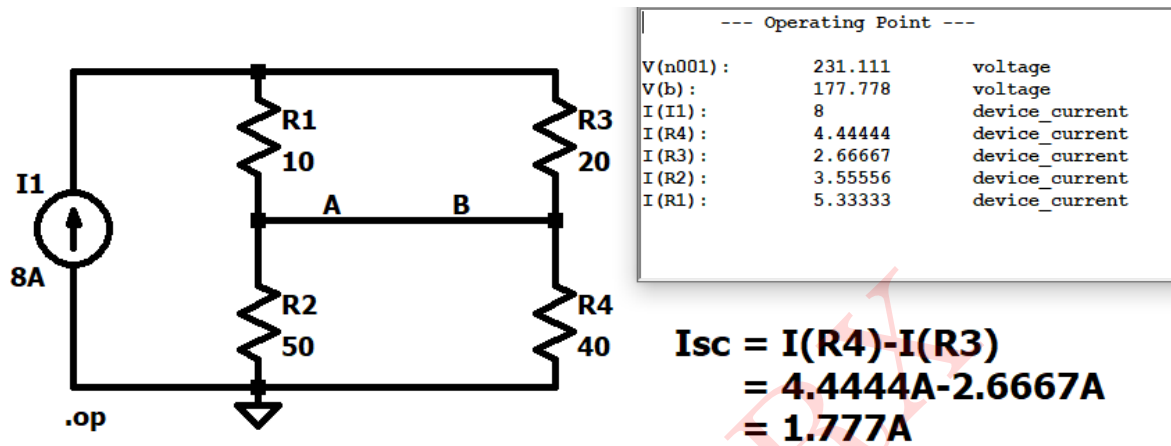 --- Operating Point ---
V(n001): 231.111 voltage
V(b): 177.778 voltage
I(I1): 8 device_current
I(R4): 4.44444 device_current
I(R3): 2.66667 device_current
I(R2): 3.55556 device_current
I(R1): 5.33333 device_current
R1
10
R3
20
I1
8A
A
B
R2
50
R4
40
.op
Isc = I(R4)-I(R3)
= 4.4444A-2.6667A
= 1.777A